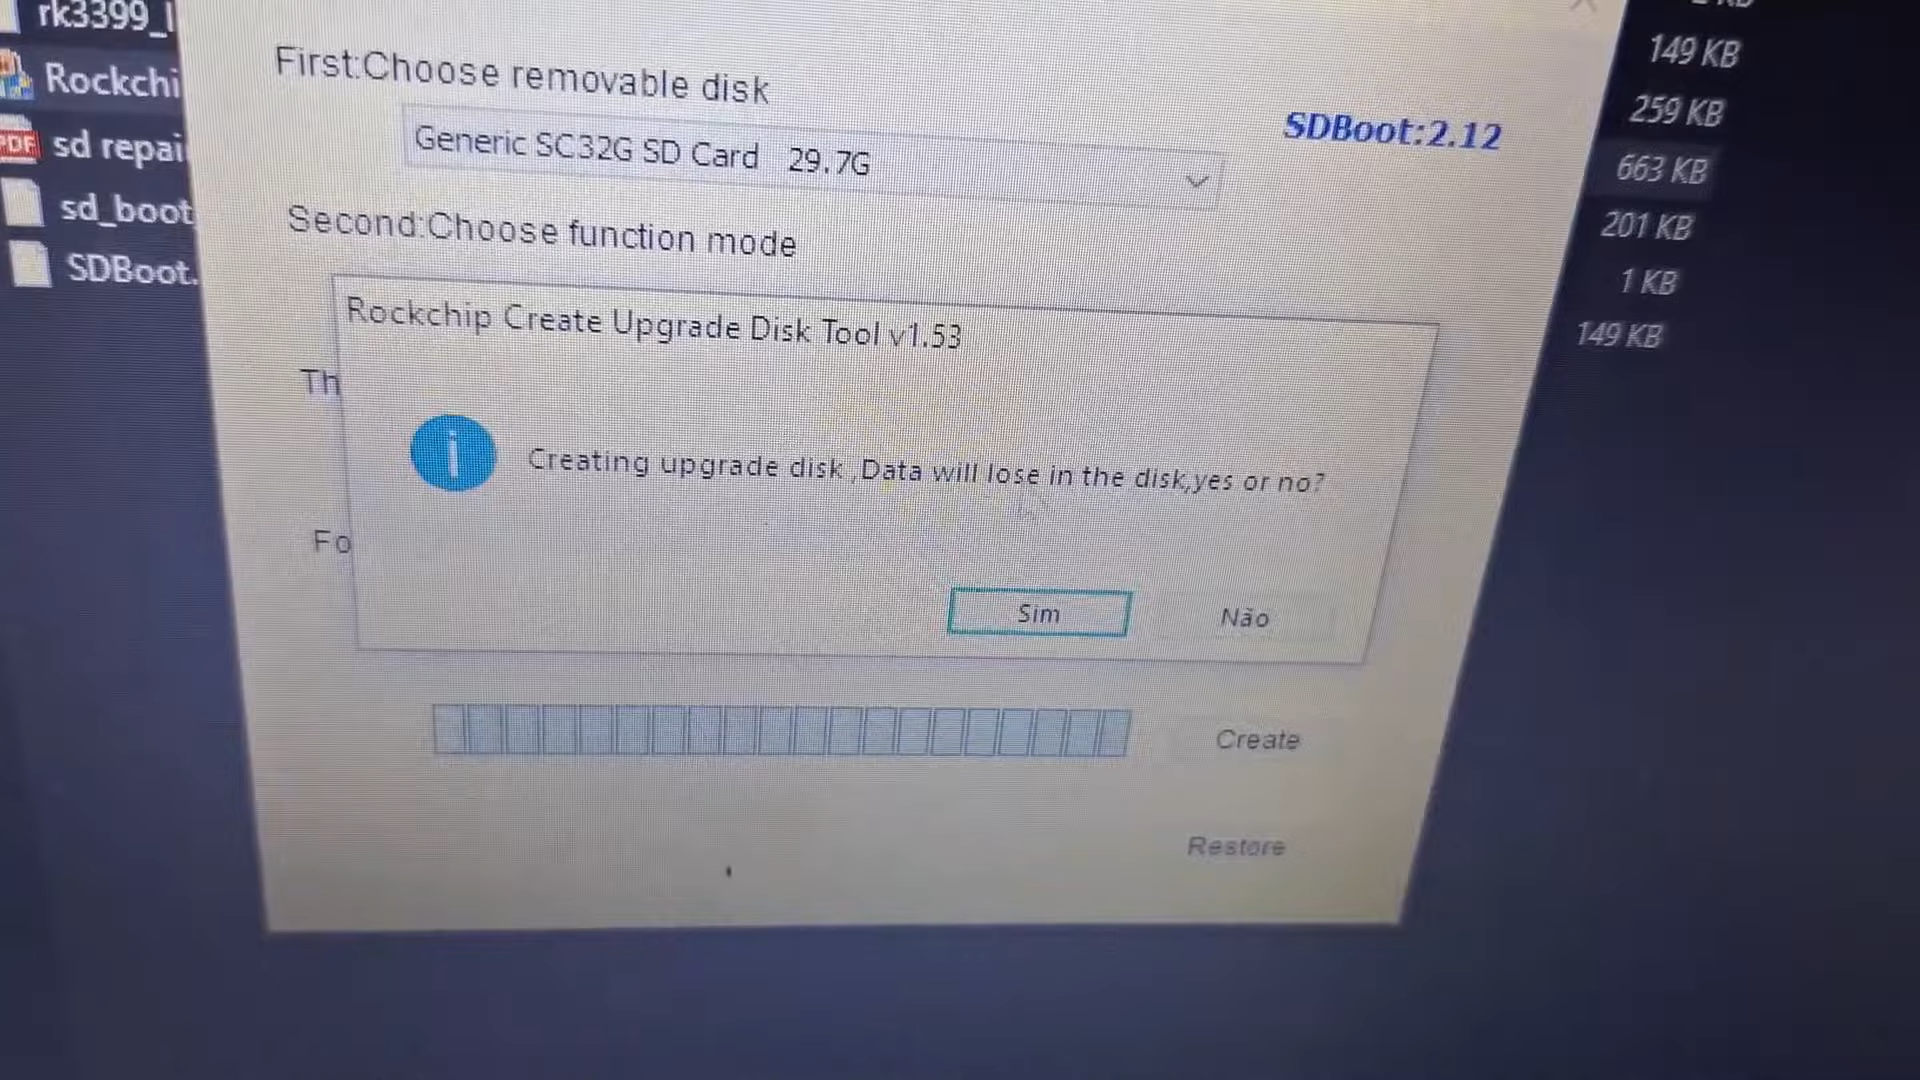 rk3399_l
149 KB
First:Choose removable disk
Rockchi
259 KB
Generic SC32G SD Card 29.7G
SDBoot:2.12
sd repai
663 KB
sd_boot
Second:Choose function mode
201 KB
SDBoot.
1 KB
Rockchip Create Upgrade Disk Tool v1.53
149 KB
Th
Creating upgrade disk ,Data will lose in the disk,yes or no?
Fo
Sim
Não
Create
Restore